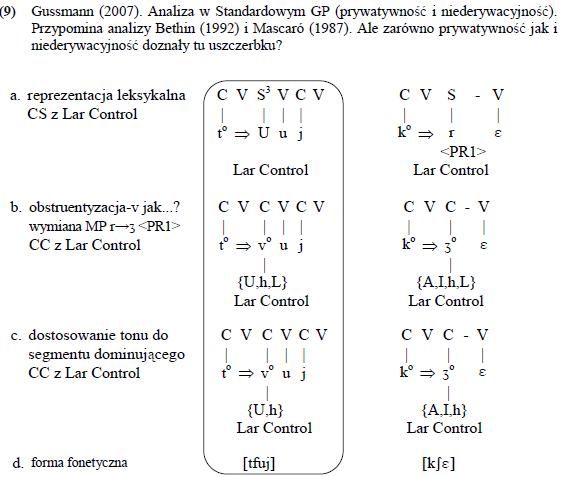 (9) Gussmann (2007). Analiza w Standardowym GP (prywatywność i niederywacyjność).
Przypomina analizy Bethin (1992) i Mascaró (1987). Ale zarówno prywatywność jak i
niederywacyjność doznały tu uszczerbku?
a. reprezentacja leksykalna C V S³ V C V C V S - V
CS z Lar Control t° ⇒ U u j k° ⇒ r ɛ
<PR1>
Lar Control Lar Control
b. obstruentyzacja-v jak...? C V C V C V C V C - V
wymiana MP r→ʒ <PR1>
CC z Lar Control t° ⇒ v° u j k° ⇒ ʒ° ɛ
{U,h,L} {A,I,h,L}
Lar Control Lar Control
c. dostosowanie tonu do C V C V C V C V C - V
segmentu dominującego
CC z Lar Control t° ⇒ v° u j k° ⇒ ʒ° ɛ
{U,h} {A,I,h}
Lar Control Lar Control
d. forma fonetyczna [tfuj] [kʃɛ]